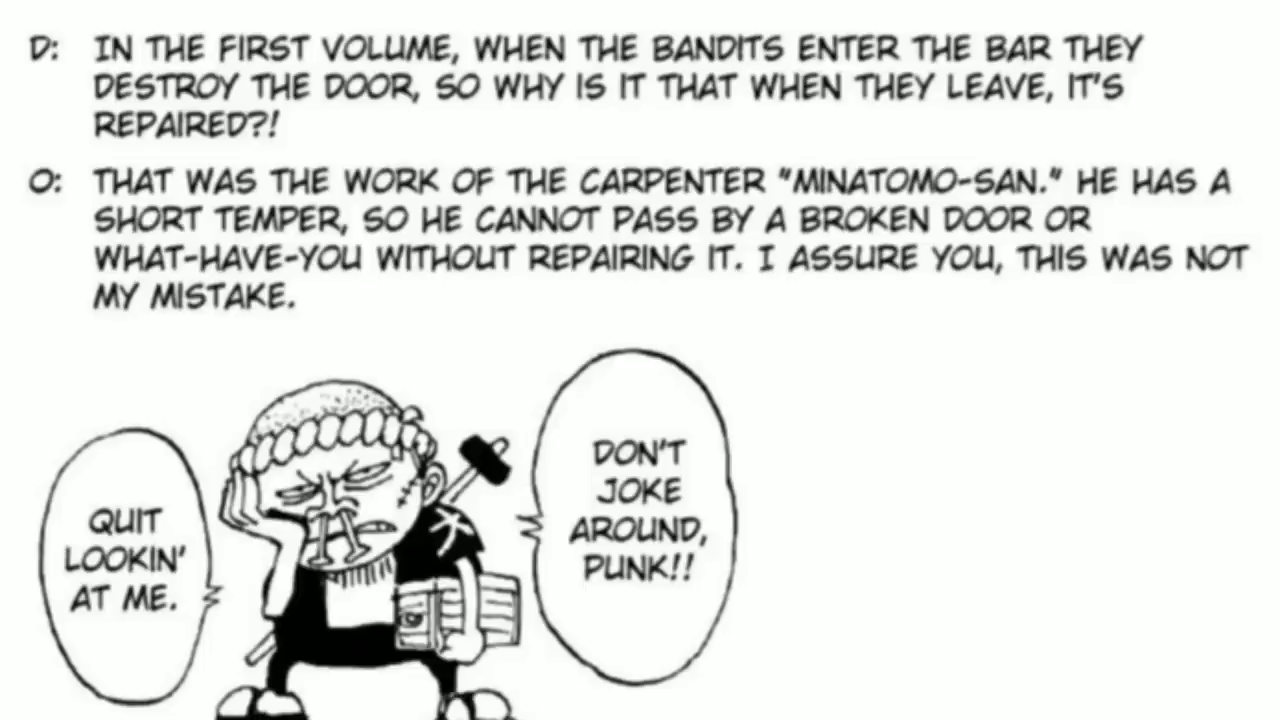 D: IN THE FIRST VOLUME, WHEN THE BANDITS ENTER THE BAR THEY
DESTROY THE DOOR, SO WHY IS IT THAT WHEN THEY LEAVE, IT'S
REPAIRED?!
O: THAT WAS THE WORK OF THE CARPENTER "MINATOMO-SAN." HE HAS A
SHORT TEMPER, SO HE CANNOT PASS BY A BROKEN DOOR OR
WHAT-HAVE-YOU WITHOUT REPAIRING IT. I ASSURE YOU, THIS WAS NOT
MY MISTAKE.
QUIT
LOOKIN'
AT ME.
DON'T
JOKE
AROUND,
PUNK!!